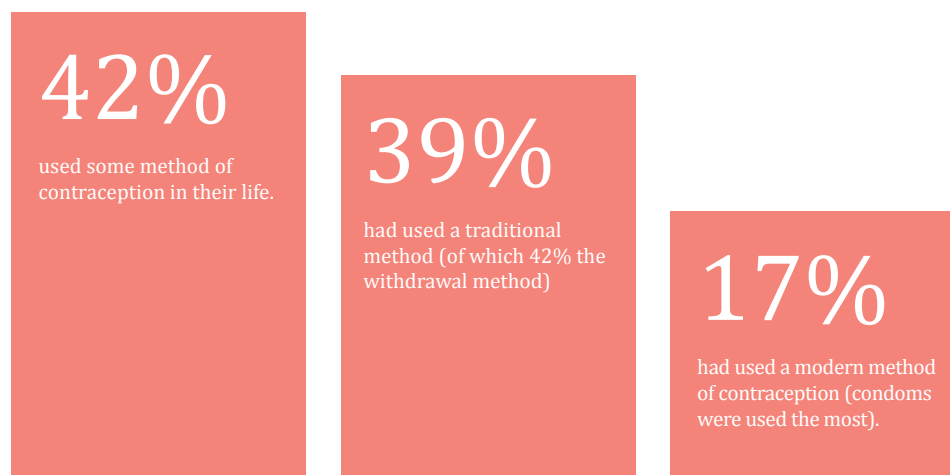 42%
used some method of
contraception in their life.
39%
had used a traditional
method (of which 42% the
withdrawal method)
17%
had used a modern method
of contraception (condoms
were used the most).